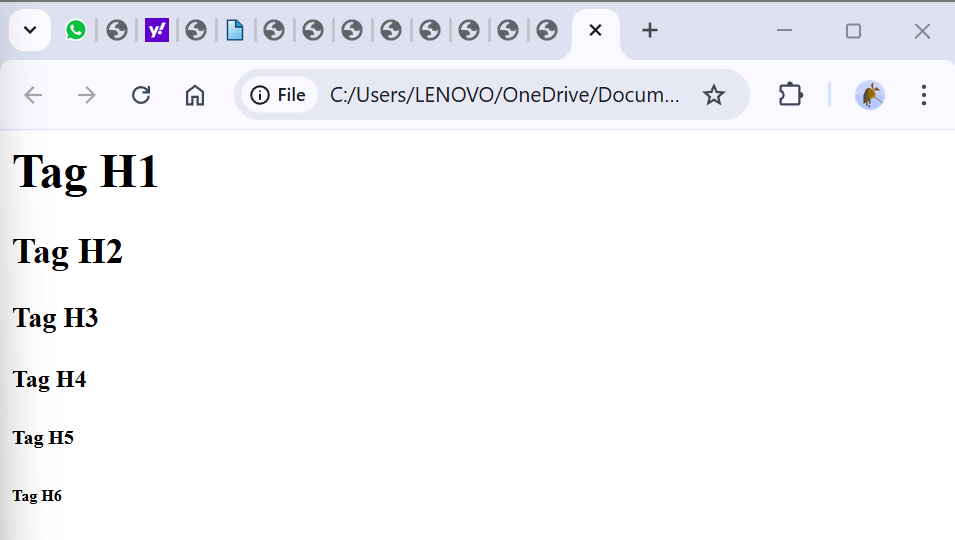 y!
File
C:/Users/LENOVO/OneDrive/Docum...
Tag H1
Tag H2
Tag H3
Tag H4
Tag H5
Tag H6